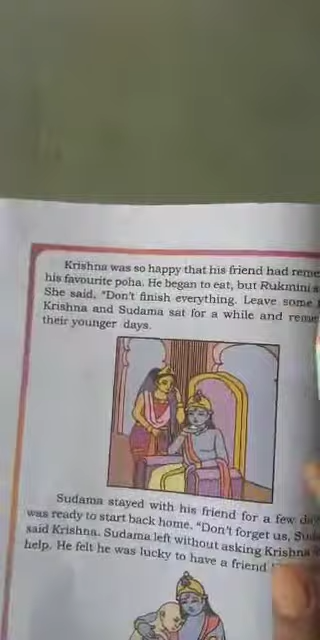 Krishna was so happy that his friend had
his favourite poha. He began to eat, but Rukmini
She said, "Don't finish everything. Leave some
Krishna and Sudama sat for a while and
their younger days.
Sudama stayed with his friend for a few
was ready to start back home. "Don't forget us,
said Krishna. Sudama left without asking Krishna
help. He felt he was lucky to have a friend